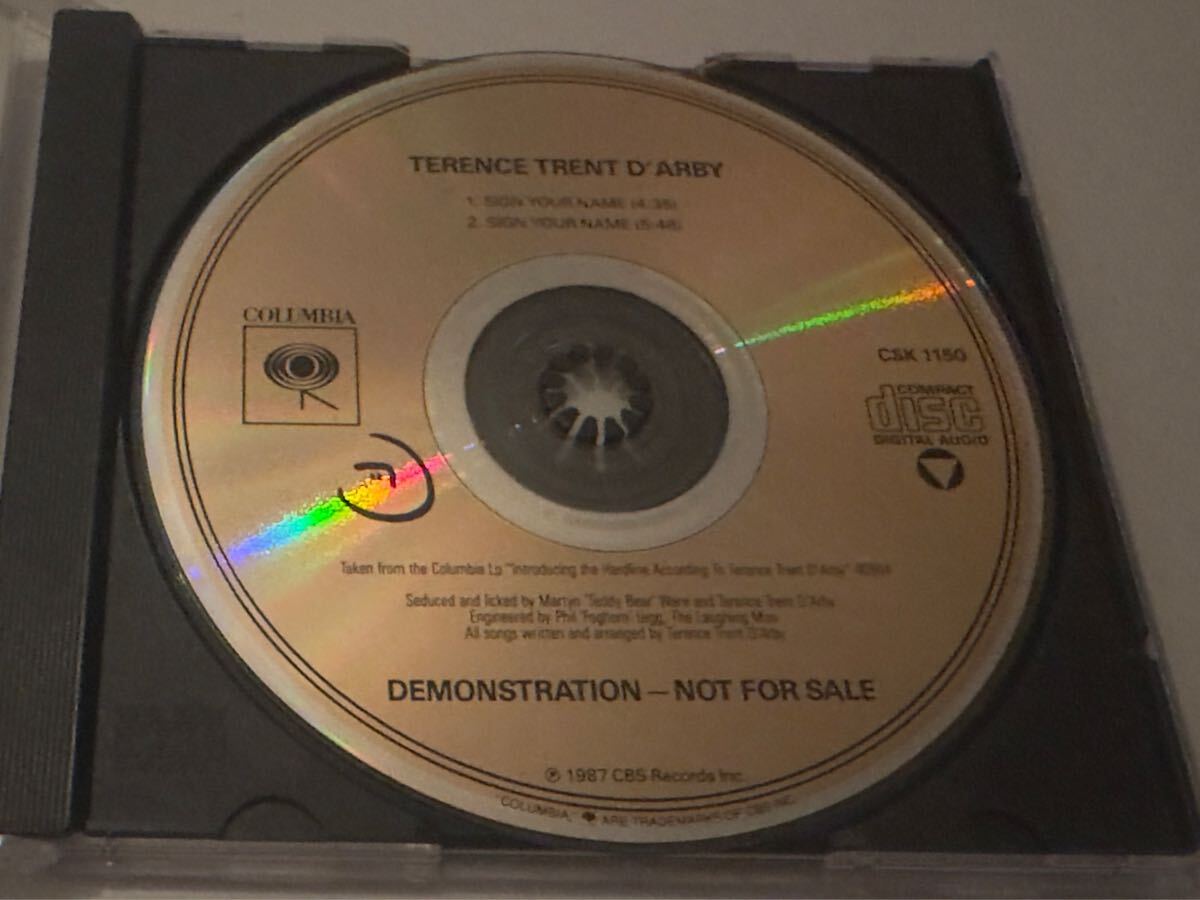 TERENCE TRENT D'ARBY
1. SIGN YOUR NAME (4:36)
2. SIGN YOUR NAME (5:48)
COLUMBIA
CSK 1150
COMPACT
disc
DIGITAL AUDIO
Taken from the Columbia Lp "Introducing the Hardline According To Terence Trent D'Arby"
Seduced and licked by Martyn "Teddy Bear" Ware and Terence Trent D'Arby
Engineered by Phil "Foghorn" Legg, The Laughing Man
All songs written and arranged by Terence Trent D'Arby
DEMONSTRATION — NOT FOR SALE
℗ 1987 CBS Records Inc.
"COLUMBIA," ARE TRADEMARKS OF CBS INC.